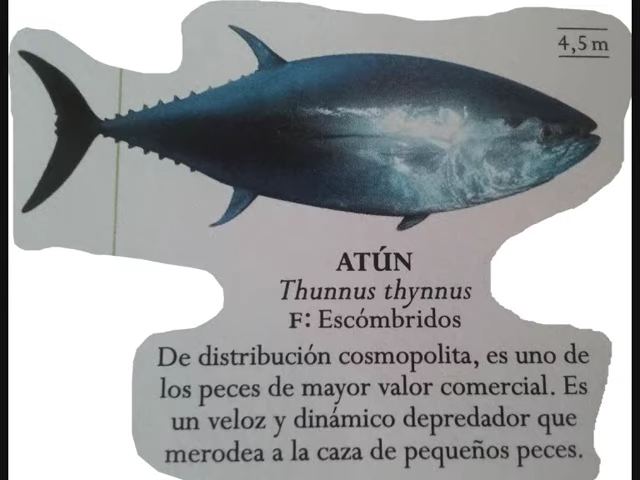 4,5 m
ATÚN
Thunnus thynnus
F: Escómbridos
De distribución cosmopolita, es uno de
los peces de mayor valor comercial. Es
un veloz y dinámico depredador que
merodea a la caza de pequeños peces.